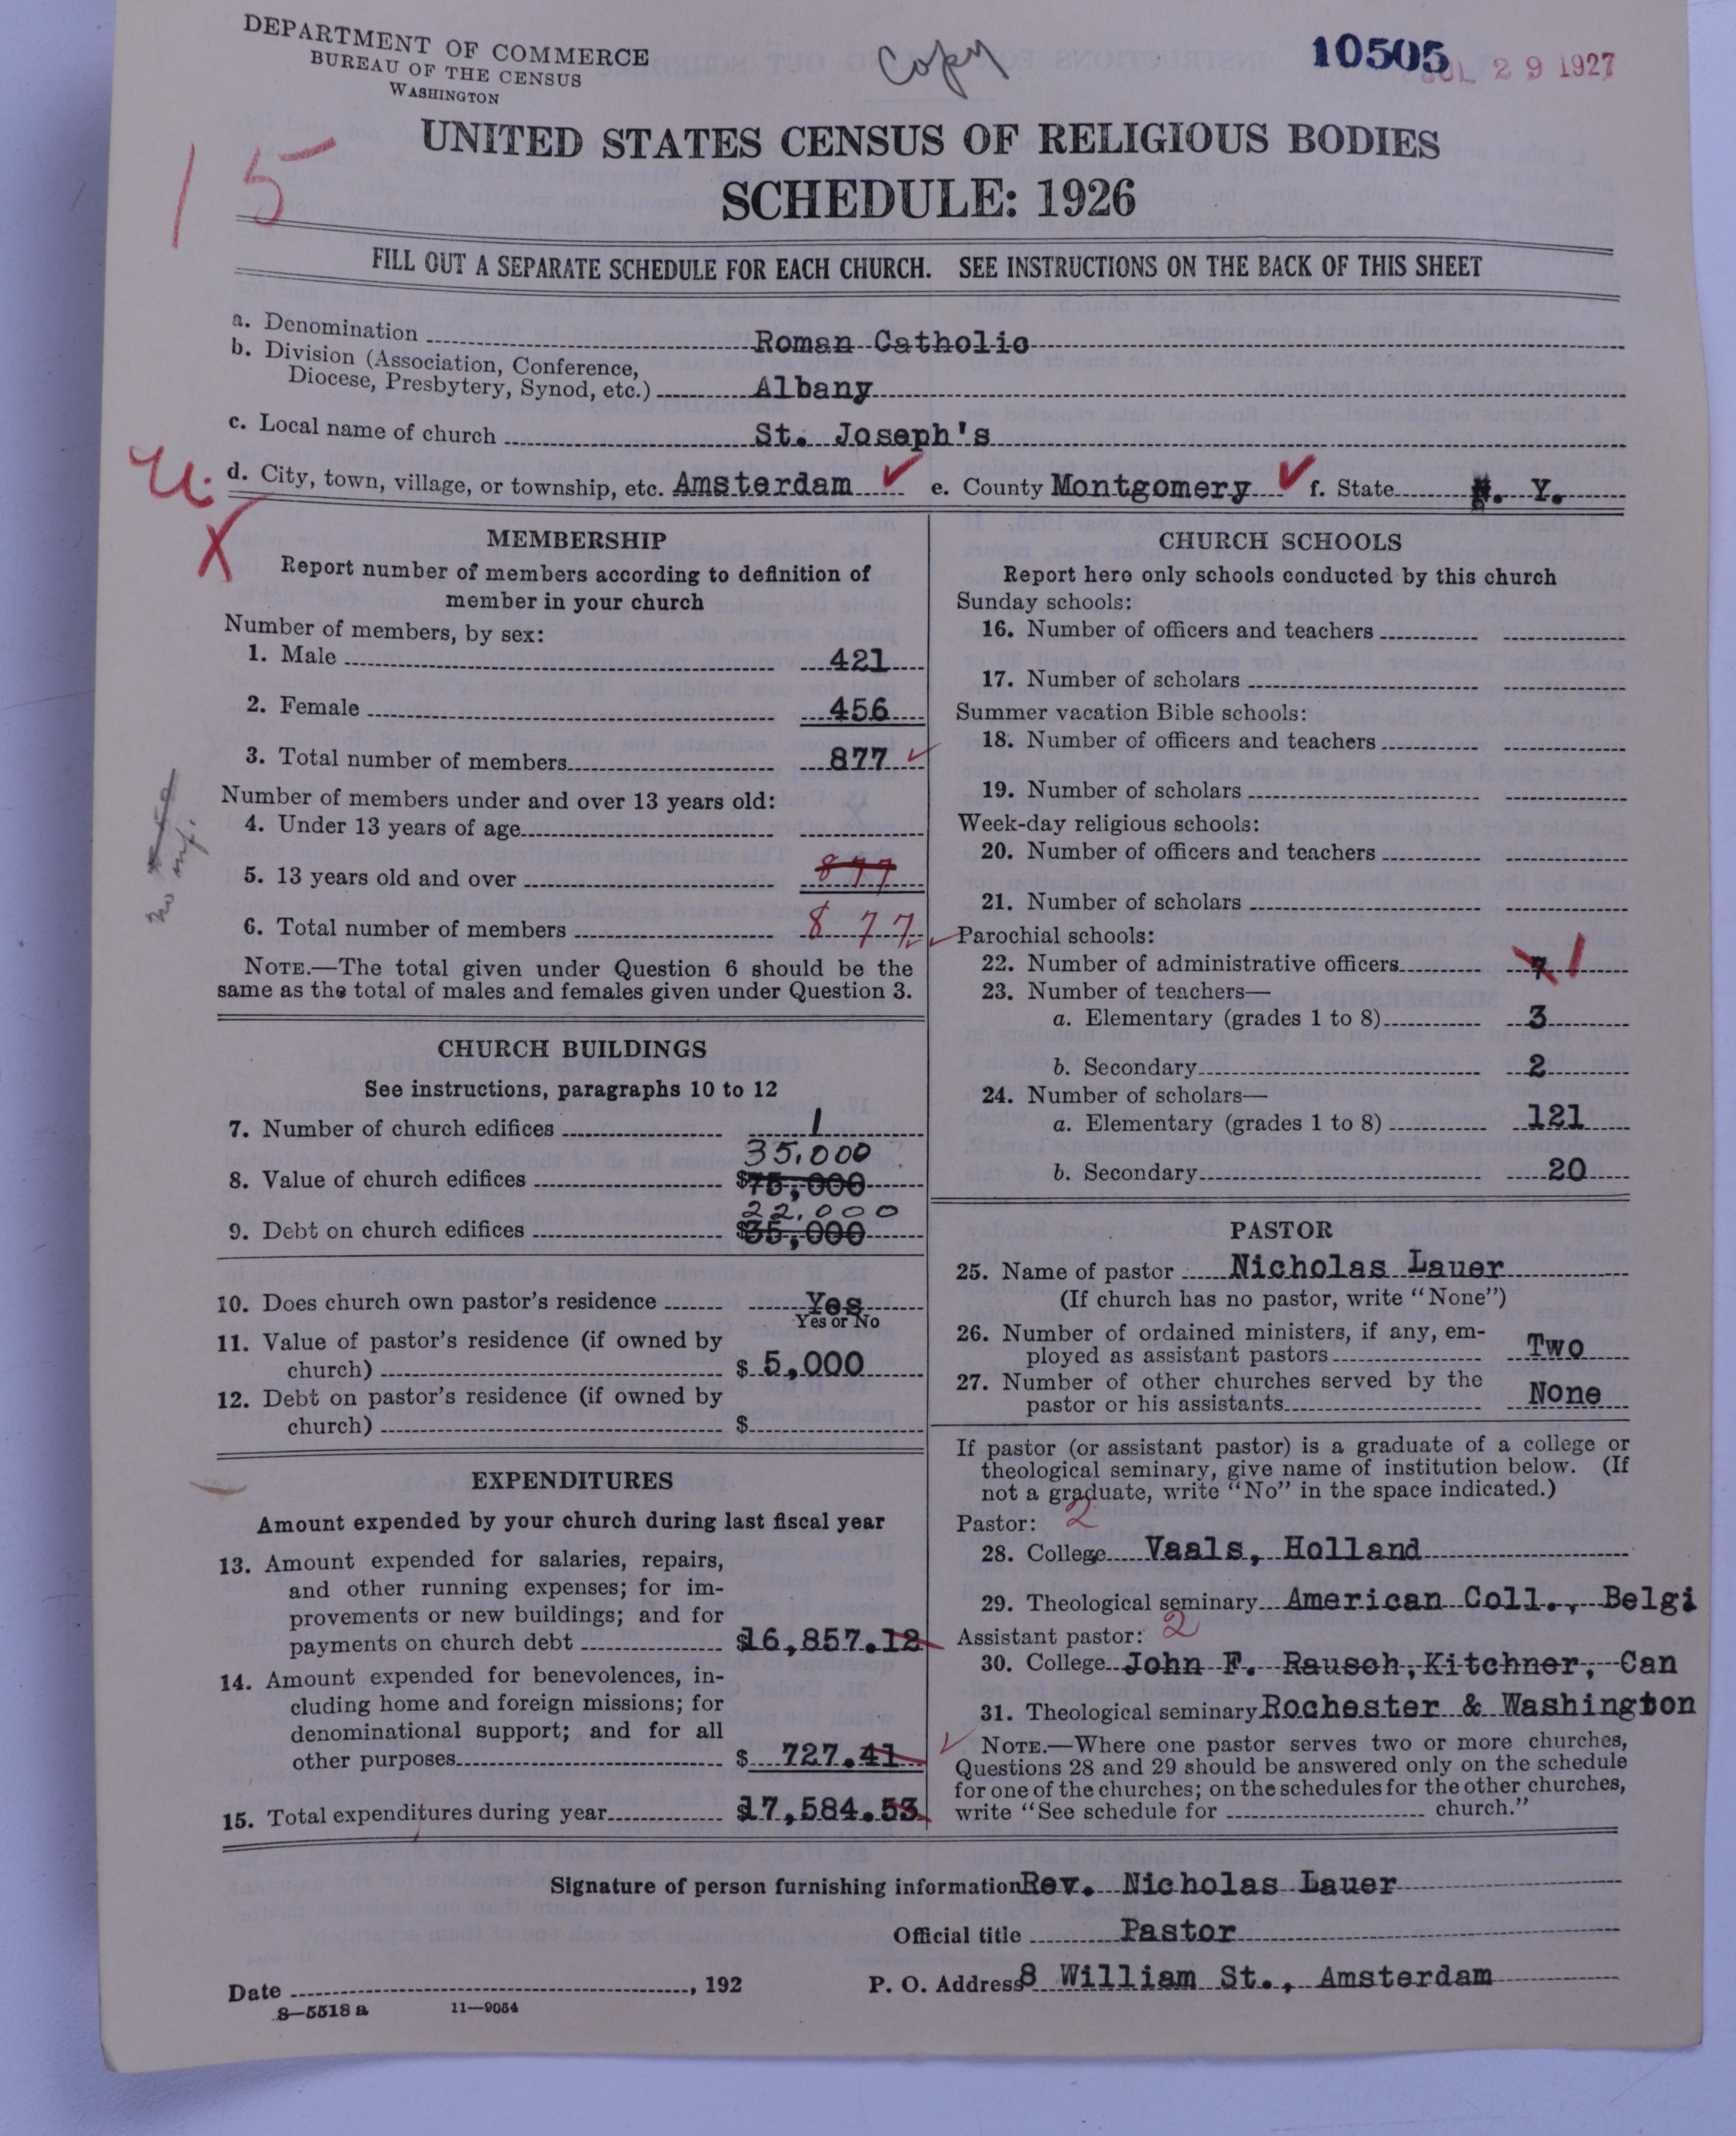 DEPARTMENT OF COMMERCE
BUREAU OF THE CENSUS
WASHINGTON
Copy
10505
JUL 29 1927
15
UNITED STATES CENSUS OF RELIGIOUS BODIES
SCHEDULE: 1926
FILL OUT A SEPARATE SCHEDULE FOR EACH CHURCH. SEE INSTRUCTIONS ON THE BACK OF THIS SHEET
a. Denomination Roman Catholic
b. Division (Association, Conference,
Diocese, Presbytery, Synod, etc.) Albany
c. Local name of church St. Joseph's
U.
d. City, town, village, or township, etc. Amsterdam e. County Montgomery f. State N. Y.
X
MEMBERSHIP
Report number of members according to definition of
member in your church
Number of members, by sex:
1. Male 421
2. Female 456
3. Total number of members 877
Number of members under and over 13 years old:
4. Under 13 years of age
5. 13 years old and over 877
6. Total number of members 877
no inf.
NOTE.—The total given under Question 6 should be the
same as the total of males and females given under Question 3.
CHURCH BUILDINGS
See instructions, paragraphs 10 to 12
7. Number of church edifices 1
35,000
8. Value of church edifices $75,000
22,000
9. Debt on church edifices $35,000
10. Does church own pastor's residence Yes
Yes or No
11. Value of pastor's residence (if owned by
church) $5,000
12. Debt on pastor's residence (if owned by
church) $
EXPENDITURES
Amount expended by your church during last fiscal year
13. Amount expended for salaries, repairs,
and other running expenses; for im-
provements or new buildings; and for
payments on church debt $16,857.12
14. Amount expended for benevolences, in-
cluding home and foreign missions; for
denominational support; and for all
other purposes $ 727.41
15. Total expenditures during year $17,584.53
CHURCH SCHOOLS
Report here only schools conducted by this church
Sunday schools:
16. Number of officers and teachers
17. Number of scholars
Summer vacation Bible schools:
18. Number of officers and teachers
19. Number of scholars
Week-day religious schools:
20. Number of officers and teachers
21. Number of scholars
Parochial schools:
22. Number of administrative officers 7 1
23. Number of teachers—
a. Elementary (grades 1 to 8) 3
b. Secondary 2
24. Number of scholars—
a. Elementary (grades 1 to 8) 121
b. Secondary 20
PASTOR
25. Name of pastor Nicholas Lauer
(If church has no pastor, write "None")
26. Number of ordained ministers, if any, em-
ployed as assistant pastors Two
27. Number of other churches served by the
pastor or his assistants None
If pastor (or assistant pastor) is a graduate of a college or
theological seminary, give name of institution below. (If
not a graduate, write "No" in the space indicated.)
Pastor: 2
28. College Vaals, Holland
29. Theological seminary American Coll., Belgi
Assistant pastor: 2
30. College John F. Rausch, Kitchner, Can
31. Theological seminary Rochester & Washington
NOTE.—Where one pastor serves two or more churches,
Questions 28 and 29 should be answered only on the schedule
for one of the churches; on the schedules for the other churches,
write "See schedule for church."
Signature of person furnishing information Rev. Nicholas Lauer
Official title Pastor
Date , 192 P. O. Address 8 William St., Amsterdam
8—5518 a 11—9054